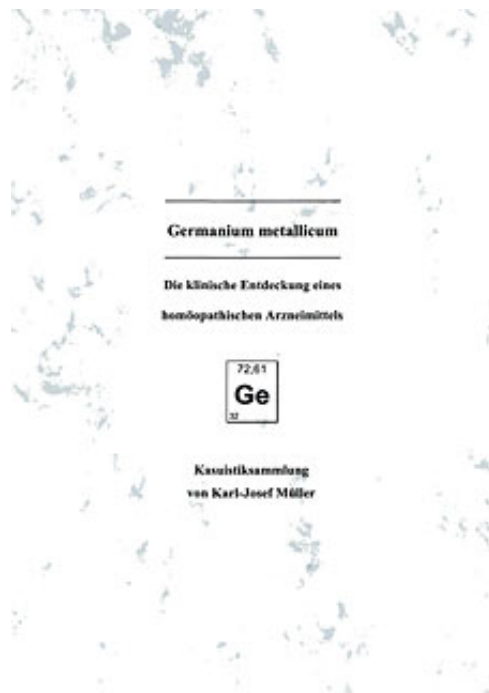 Germanium metallicum
Die klinische Entdeckung eines
homöopathischen Arzneimittels
72,61
Ge
32
Kasuistiksammlung
von Karl-Josef Müller